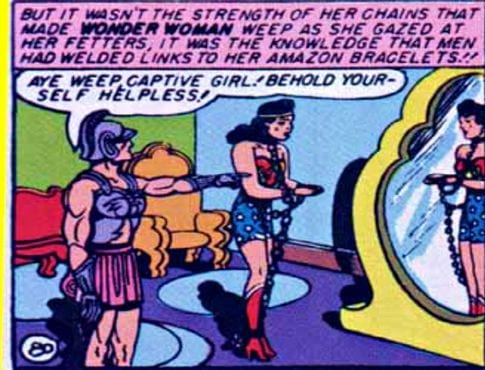 BUT IT WASN'T THE STRENGTH OF HER CHAINS THAT
MADE WONDER WOMAN WEEP AS SHE GAZED AT
HER FETTERS, IT WAS THE KNOWLEDGE THAT MEN
HAD WELDED LINKS TO HER AMAZON BRACELETS!!
AYE WEEP, CAPTIVE GIRL! BEHOLD YOUR-
SELF HELPLESS!
8D